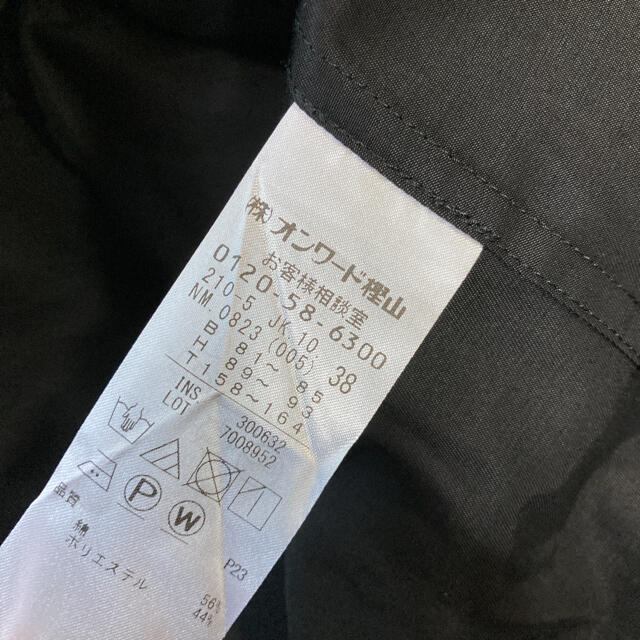 (株)オンワード樫山
お客様相談室
0120-58-6300
210-5 JK.10;
NM.0823 (005) 38
B 81～ 85
H 89～ 93
T158～164
INS 300632
LOT 7008952
P
W
品質
綿 56%
ポリエステル 44%
P23